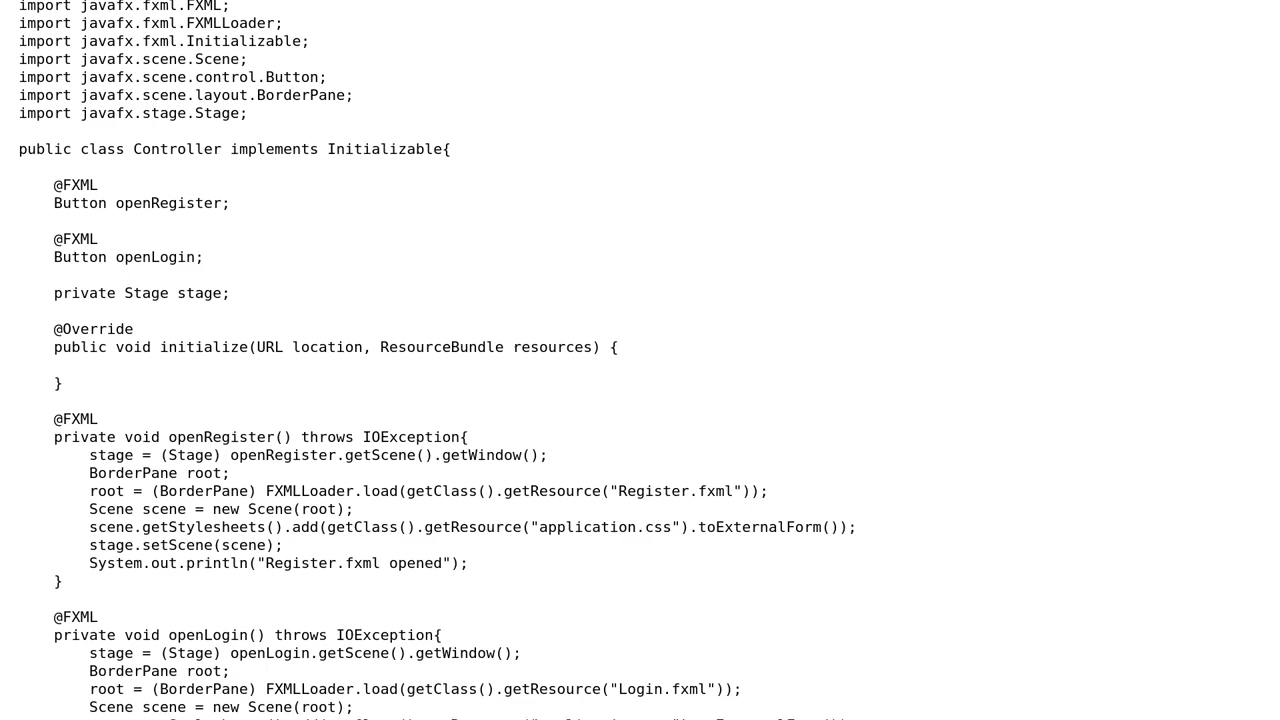 import javafx.fxml.FXML;
import javafx.fxml.FXMLLoader;
import javafx.fxml.Initializable;
import javafx.scene.Scene;
import javafx.scene.control.Button;
import javafx.scene.layout.BorderPane;
import javafx.stage.Stage;

public class Controller implements Initializable{

    @FXML
    Button openRegister;

    @FXML
    Button openLogin;

    private Stage stage;

    @Override
    public void initialize(URL location, ResourceBundle resources) {

    }

    @FXML
    private void openRegister() throws IOException{
        stage = (Stage) openRegister.getScene().getWindow();
        BorderPane root;
        root = (BorderPane) FXMLLoader.load(getClass().getResource("Register.fxml"));
        Scene scene = new Scene(root);
        scene.getStylesheets().add(getClass().getResource("application.css").toExternalForm());
        stage.setScene(scene);
        System.out.println("Register.fxml opened");
    }

    @FXML
    private void openLogin() throws IOException{
        stage = (Stage) openLogin.getScene().getWindow();
        BorderPane root;
        root = (BorderPane) FXMLLoader.load(getClass().getResource("Login.fxml"));
        Scene scene = new Scene(root);